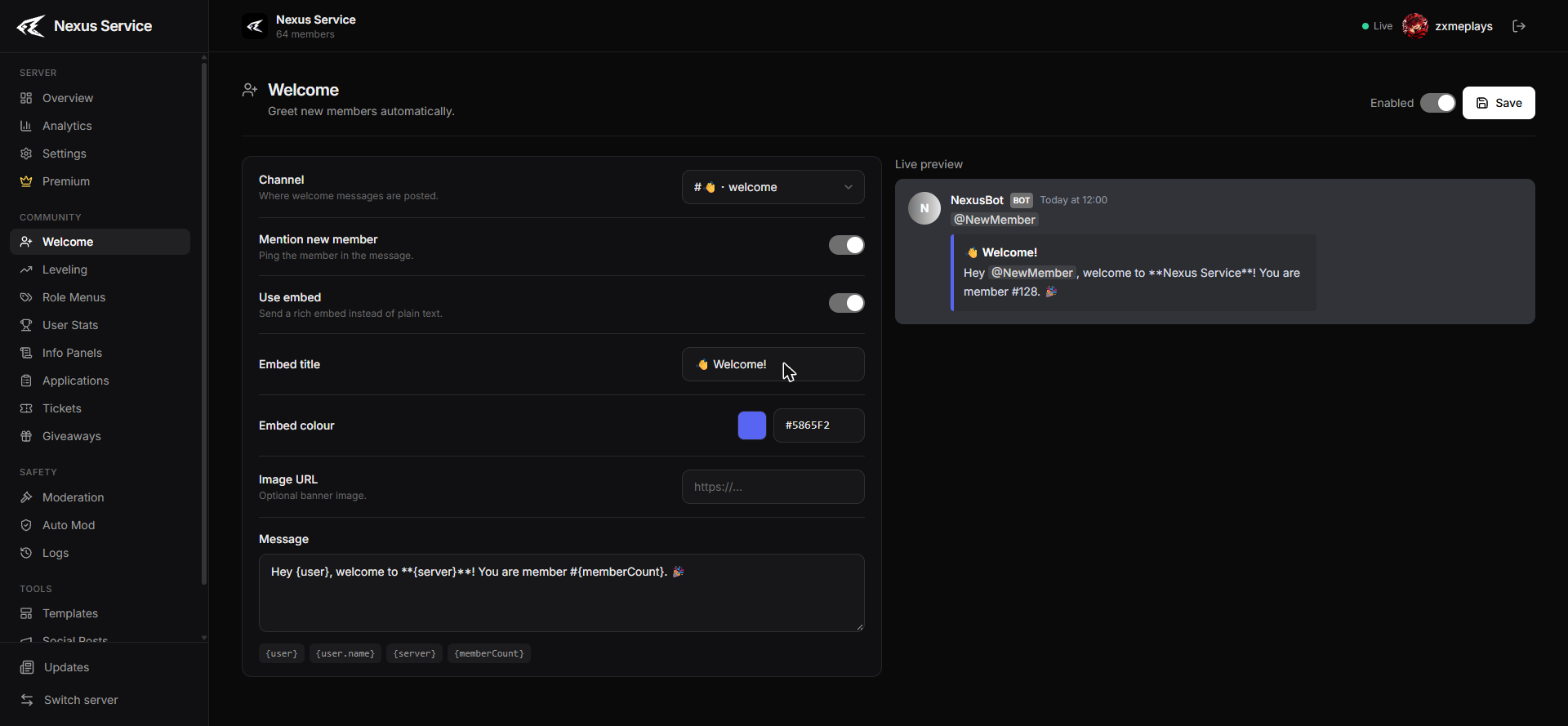 Nexus Service
SERVER
Overview
Analytics
Settings
Premium
COMMUNITY
Welcome
Leveling
Role Menus
User Stats
Info Panels
Applications
Tickets
Giveaways
SAFETY
Moderation
Auto Mod
Logs
TOOLS
Templates
Social Posts
Updates
Switch server
Nexus Service
64 members
Live
zxmeplays
Welcome
Greet new members automatically.
Enabled
Save
Channel
Where welcome messages are posted.
# 👋 · welcome
Mention new member
Ping the member in the message.
Use embed
Send a rich embed instead of plain text.
Embed title
👋 Welcome!
Embed colour
#5865F2
Image URL
Optional banner image.
https://...
Message
Hey {user}, welcome to **{server}**! You are member #{memberCount}. 🎉
{user} {user.name} {server} {memberCount}
Live preview
N
NexusBot BOT Today at 12:00
@NewMember
👋 Welcome!
Hey @NewMember, welcome to **Nexus Service**! You are
member #128. 🎉